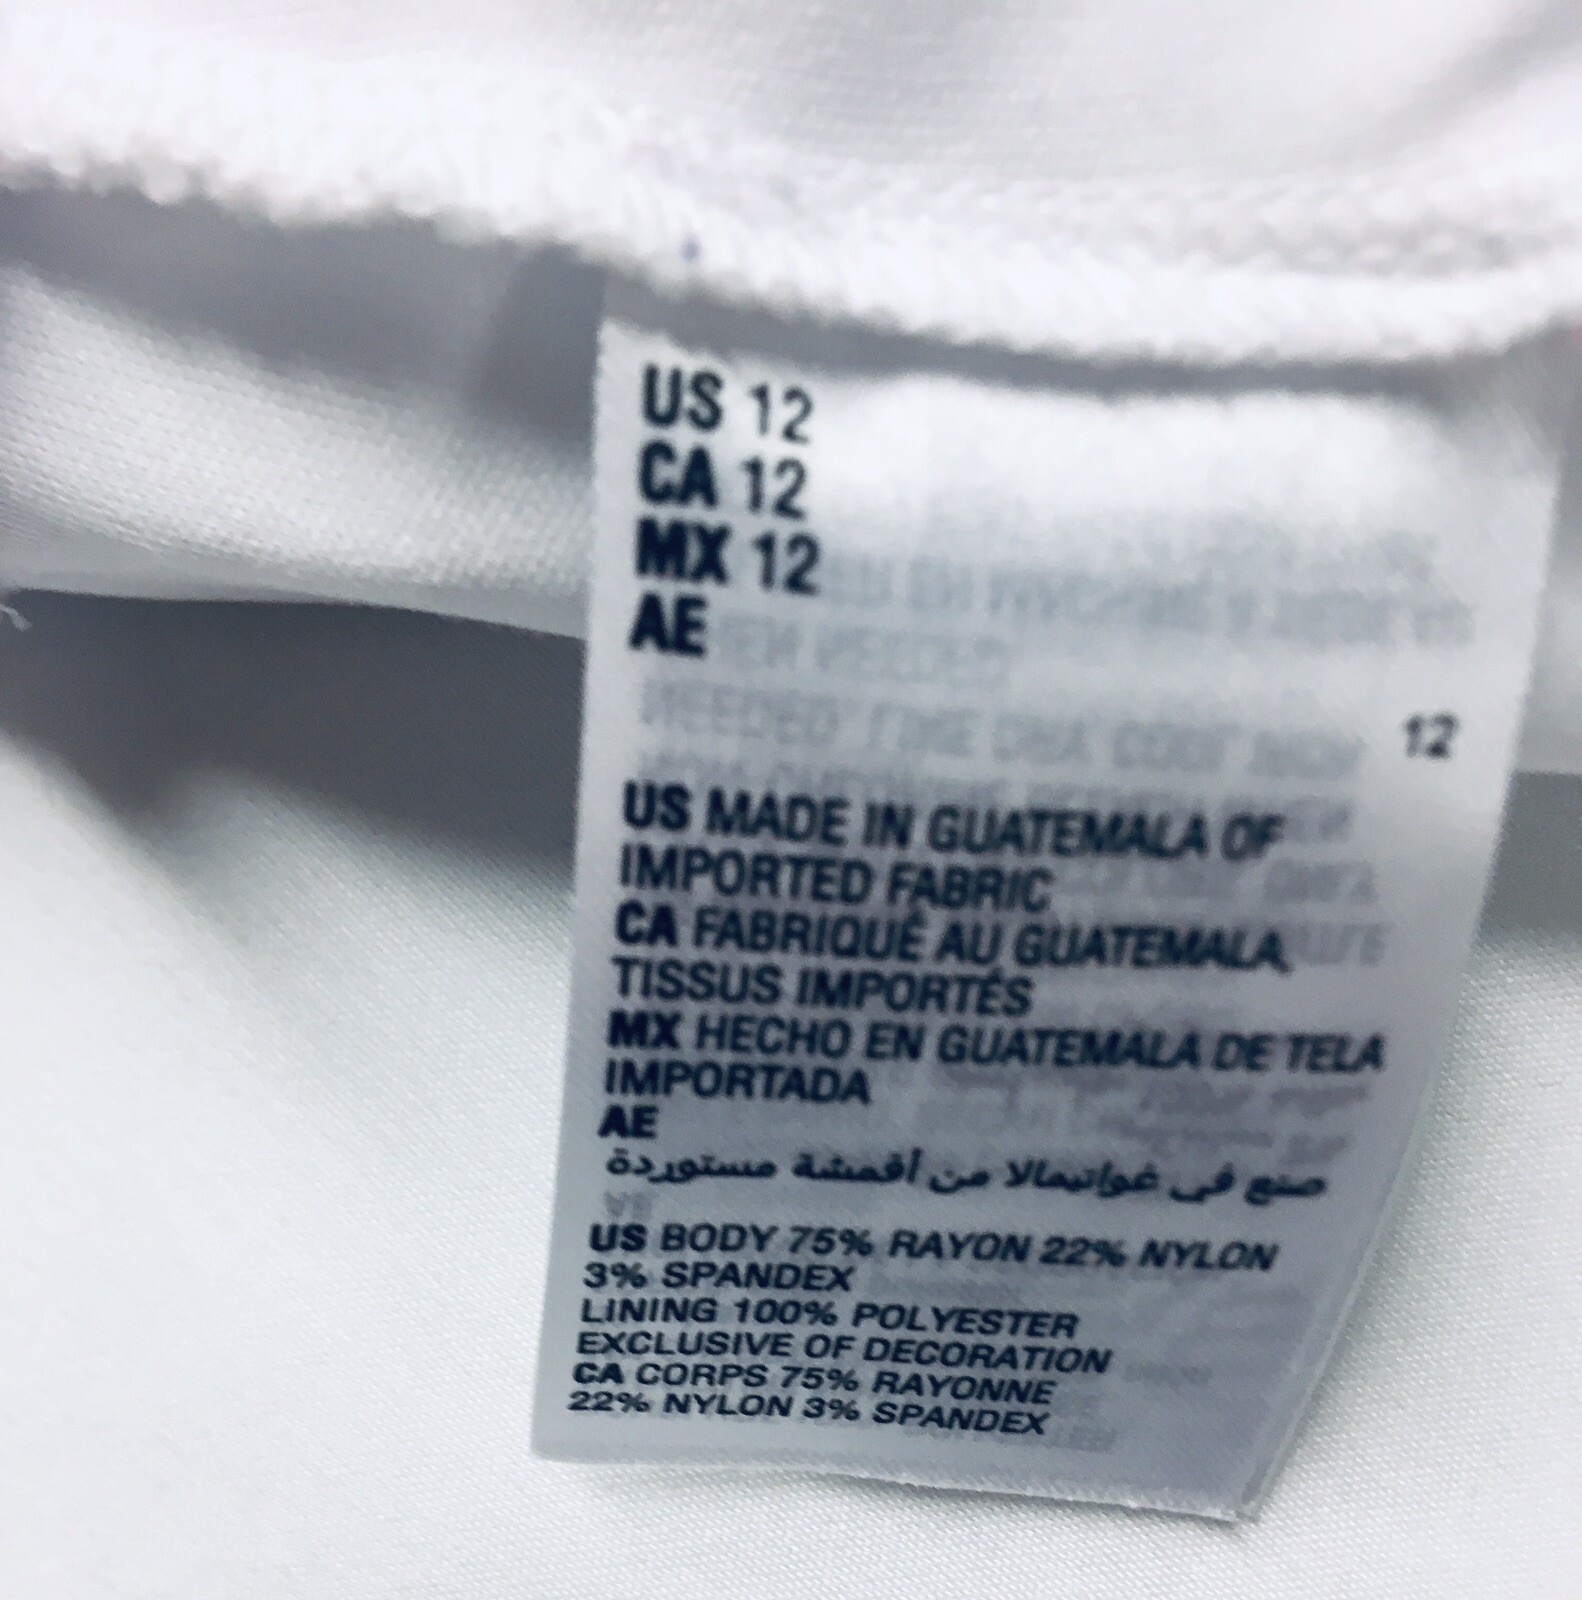 US 12
CA 12
MX 12
AE
12
US MADE IN GUATEMALA OF
IMPORTED FABRIC
CA FABRIQUÉ AU GUATEMALA,
TISSUS IMPORTÉS
MX HECHO EN GUATEMALA DE TELA
IMPORTADA
AE
صنع في غواتيمالا من أقمشة مستوردة
US BODY 75% RAYON 22% NYLON
3% SPANDEX
LINING 100% POLYESTER
EXCLUSIVE OF DECORATION
CA CORPS 75% RAYONNE
22% NYLON 3% SPANDEX